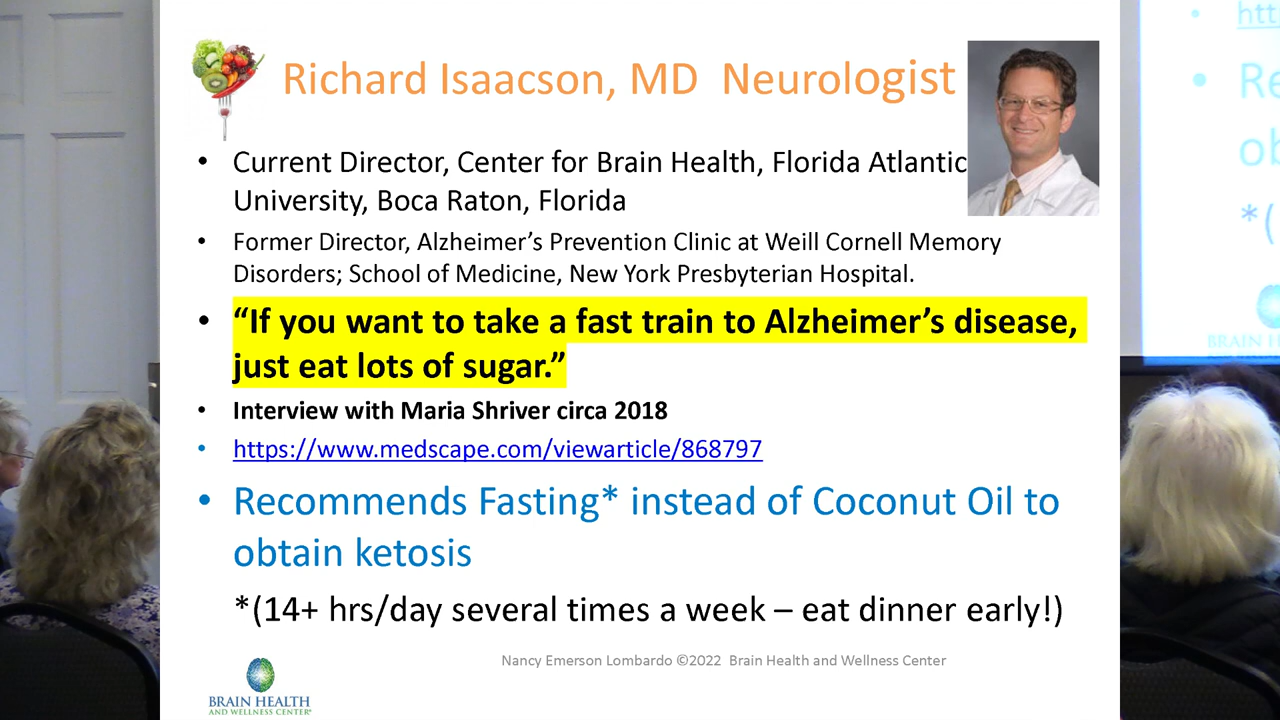 Richard Isaacson, MD Neurologist
• Current Director, Center for Brain Health, Florida Atlantic
University, Boca Raton, Florida
• Former Director, Alzheimer’s Prevention Clinic at Weill Cornell Memory
Disorders; School of Medicine, New York Presbyterian Hospital.
• “If you want to take a fast train to Alzheimer’s disease,
just eat lots of sugar.”
• Interview with Maria Shriver circa 2018
• https://www.medscape.com/viewarticle/868797
• Recommends Fasting* instead of Coconut Oil to
obtain ketosis
*(14+ hrs/day several times a week – eat dinner early!)
Nancy Emerson Lombardo ©2022 Brain Health and Wellness Center
BRAIN HEALTH
AND WELLNESS CENTER®
• htt
• Re
ob
*(
BRAIN H